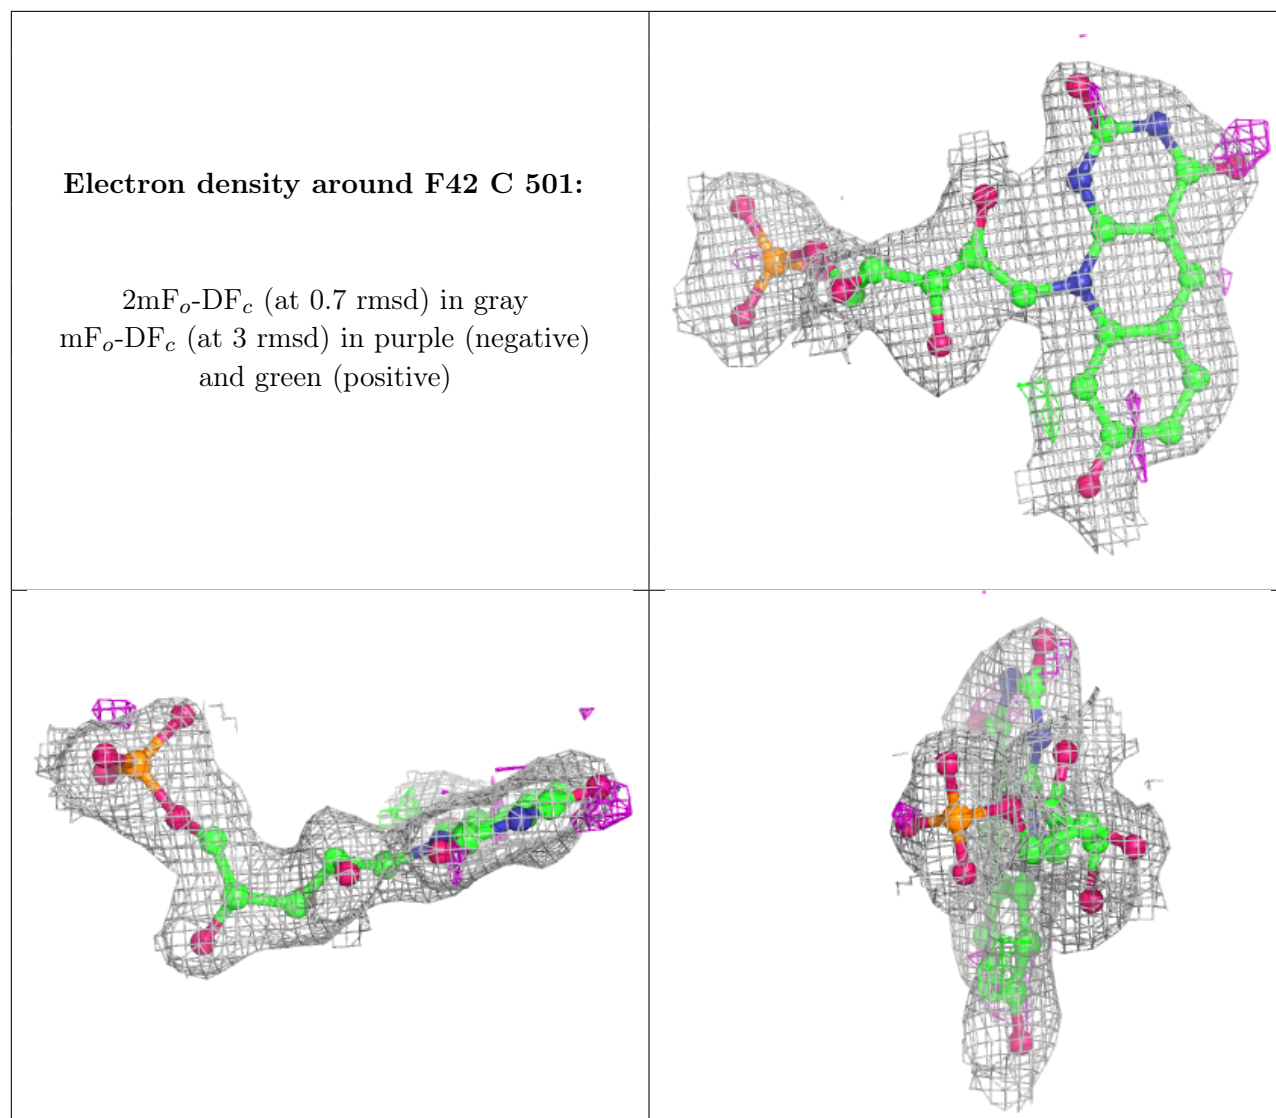 Electron density around F42 C 501:
2mFo-DFc (at 0.7 rmsd) in gray
mFo-DFc (at 3 rmsd) in purple (negative)
and green (positive)